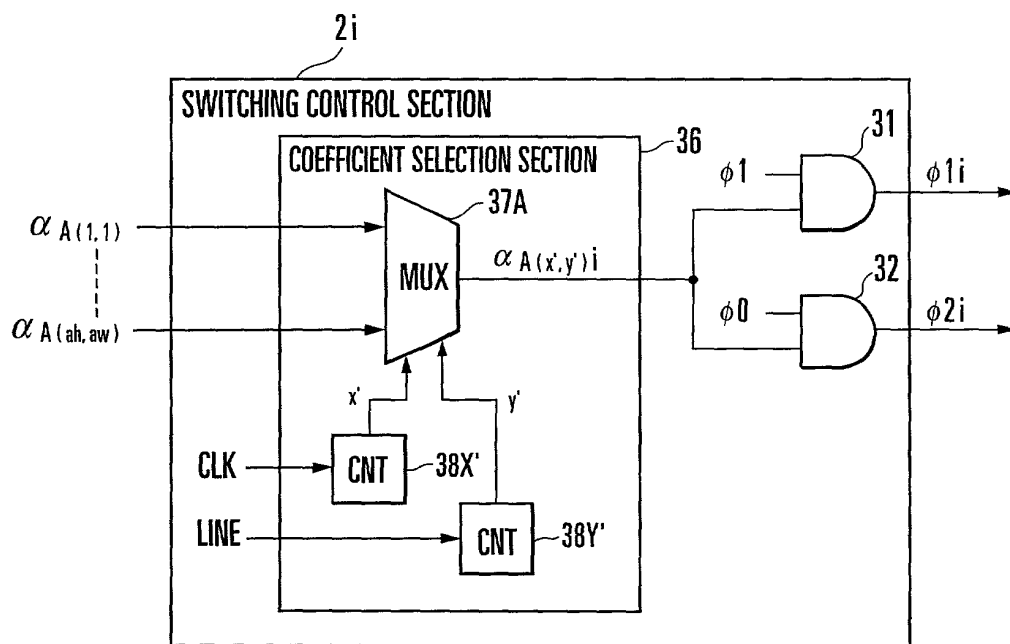 2i
SWITCHING CONTROL SECTION
COEFFICIENT SELECTION SECTION
36
37A
31
ϕ1
ϕ1i
α A(1,1)
MUX
α A(x',y')i
32
ϕ0
ϕ2i
α A(ah,aw)
x'
y'
CLK
CNT
38X'
LINE
CNT
38Y'